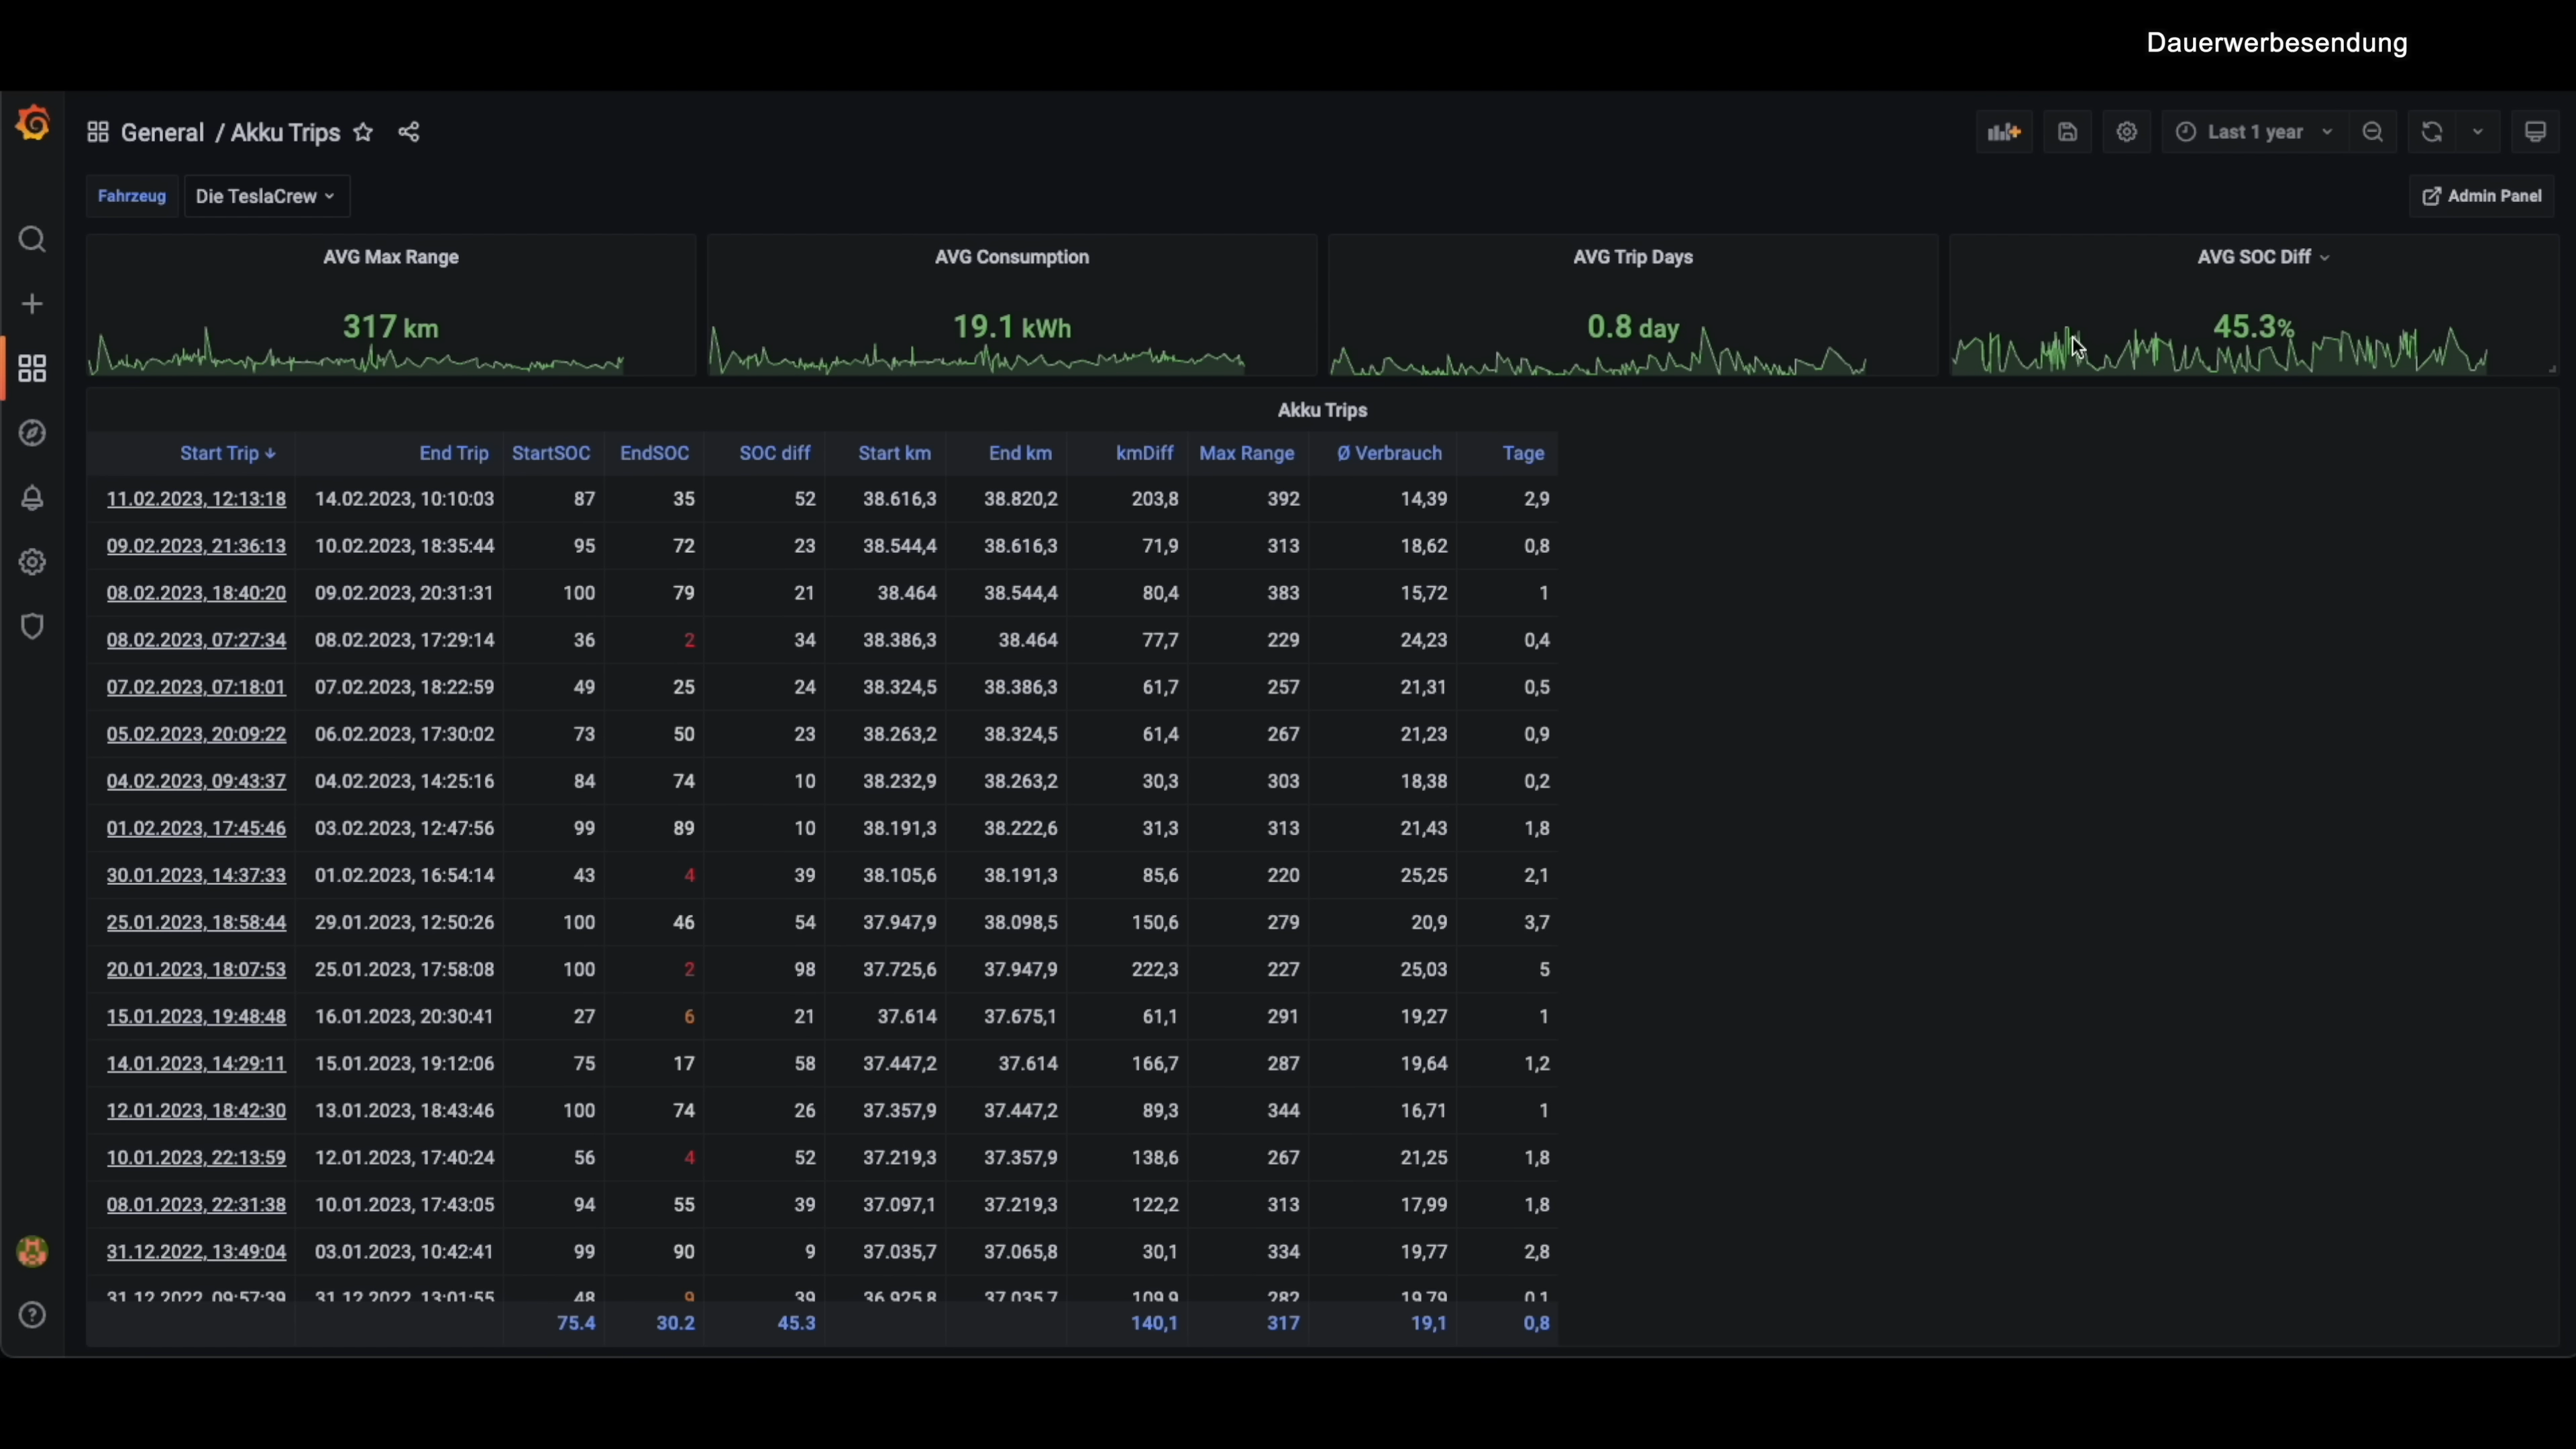 Dauerwerbesendung
General / Akku Trips
Last 1 year
Fahrzeug Die TeslaCrew
Admin Panel
AVG Max Range
317 km
AVG Consumption
19.1 kWh
AVG Trip Days
0.8 day
AVG SOC Diff
45.3%
Akku Trips
Start Trip ↓ End Trip StartSOC EndSOC SOC diff Start km End km kmDiff Max Range Ø Verbrauch Tage
11.02.2023, 12:13:18 14.02.2023, 10:10:03 87 35 52 38.616,3 38.820,2 203,8 392 14,39 2,9
09.02.2023, 21:36:13 10.02.2023, 18:35:44 95 72 23 38.544,4 38.616,3 71,9 313 18,62 0,8
08.02.2023, 18:40:20 09.02.2023, 20:31:31 100 79 21 38.464 38.544,4 80,4 383 15,72 1
08.02.2023, 07:27:34 08.02.2023, 17:29:14 36 2 34 38.386,3 38.464 77,7 229 24,23 0,4
07.02.2023, 07:18:01 07.02.2023, 18:22:59 49 25 24 38.324,5 38.386,3 61,7 257 21,31 0,5
05.02.2023, 20:09:22 06.02.2023, 17:30:02 73 50 23 38.263,2 38.324,5 61,4 267 21,23 0,9
04.02.2023, 09:43:37 04.02.2023, 14:25:16 84 74 10 38.232,9 38.263,2 30,3 303 18,38 0,2
01.02.2023, 17:45:46 03.02.2023, 12:47:56 99 89 10 38.191,3 38.222,6 31,3 313 21,43 1,8
30.01.2023, 14:37:33 01.02.2023, 16:54:14 43 4 39 38.105,6 38.191,3 85,6 220 25,25 2,1
25.01.2023, 18:58:44 29.01.2023, 12:50:26 100 46 54 37.947,9 38.098,5 150,6 279 20,9 3,7
20.01.2023, 18:07:53 25.01.2023, 17:58:08 100 2 98 37.725,6 37.947,9 222,3 227 25,03 5
15.01.2023, 19:48:48 16.01.2023, 20:30:41 27 6 21 37.614 37.675,1 61,1 291 19,27 1
14.01.2023, 14:29:11 15.01.2023, 19:12:06 75 17 58 37.447,2 37.614 166,7 287 19,64 1,2
12.01.2023, 18:42:30 13.01.2023, 18:43:46 100 74 26 37.357,9 37.447,2 89,3 344 16,71 1
10.01.2023, 22:13:59 12.01.2023, 17:40:24 56 4 52 37.219,3 37.357,9 138,6 267 21,25 1,8
08.01.2023, 22:31:38 10.01.2023, 17:43:05 94 55 39 37.097,1 37.219,3 122,2 313 17,99 1,8
31.12.2022, 13:49:04 03.01.2023, 10:42:41 99 90 9 37.035,7 37.065,8 30,1 334 19,77 2,8
31.12.2022, 09:57:39 31.12.2022, 13:01:55 48 9 39 36.925,8 37.035,7 109,9 282 19,79 0,1
75.4 30.2 45.3 140,1 317 19,1 0,8